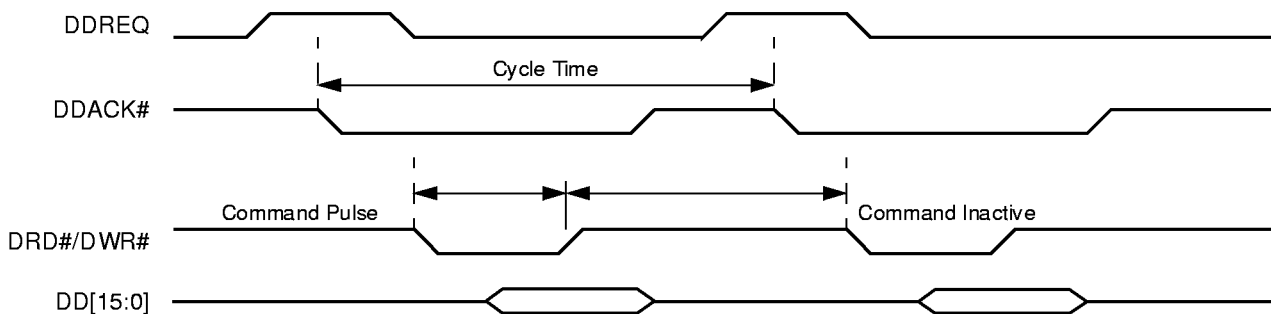 DDREQ
Cycle Time
DDACK#
Command Pulse
Command Inactive
DRD#/DWR#
DD[15:0]